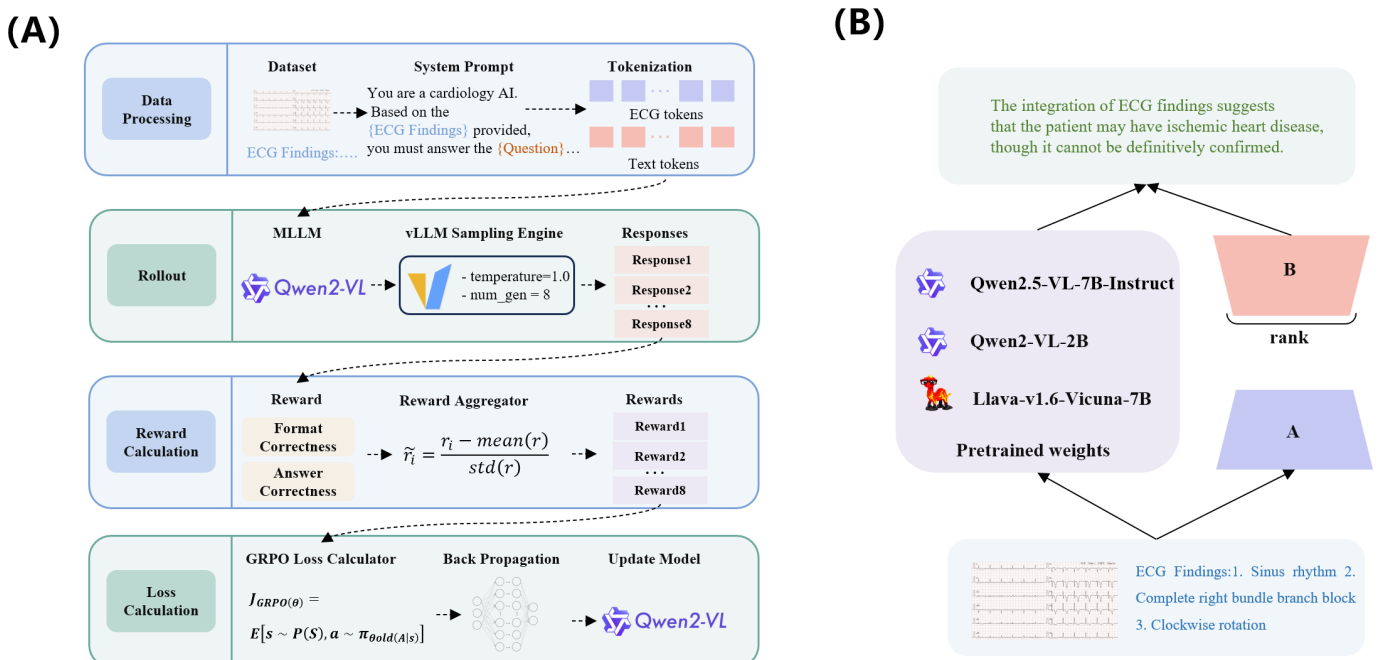 (A)
Data
Processing
Dataset
ECG Findings:….
System Prompt
You are a cardiology AI.
Based on the
{ECG Findings} provided,
you must answer the {Question}…
Tokenization
ECG tokens
Text tokens
Rollout
MLLM
Qwen2-VL
vLLM Sampling Engine
- temperature=1.0
- num_gen = 8
Responses
Response1
Response2
...
Response8
Reward
Calculation
Reward
Format
Correctness
Answer
Correctness
Reward Aggregator
r̃ᵢ = (rᵢ − mean(r)) / std(r)
Rewards
Reward1
Reward2
...
Reward8
Loss
Calculation
GRPO Loss Calculator
J_GRPO(θ) =
E[s ~ P(S), a ~ π_θold(A|s)]
Back Propagation
Update Model
Qwen2-VL
(B)
The integration of ECG findings suggests
that the patient may have ischemic heart disease,
though it cannot be definitively confirmed.
Qwen2.5-VL-7B-Instruct
Qwen2-VL-2B
Llava-v1.6-Vicuna-7B
Pretrained weights
B
rank
A
ECG Findings:1. Sinus rhythm 2.
Complete right bundle branch block
3. Clockwise rotation